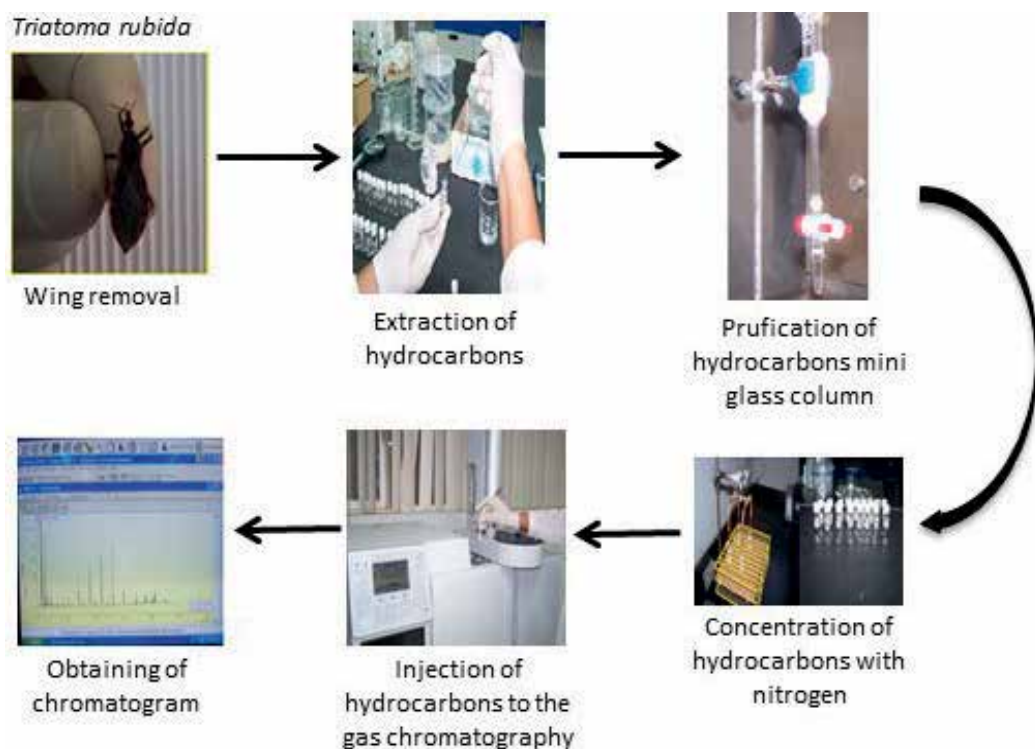 Triatoma rubida
Wing removal
Extraction of
hydrocarbons
Prufication of
hydrocarbons mini
glass column
Concentration of
hydrocarbons with
nitrogen
Injection of
hydrocarbons to the
gas chromatography
Obtaining of
chromatogram